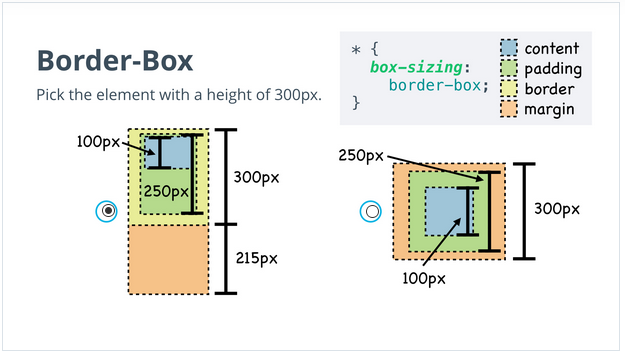 Border-Box
Pick the element with a height of 300px.
* {
box-sizing:
border-box;
}
content
padding
border
margin
100px
250px
300px
215px
250px
300px
100px